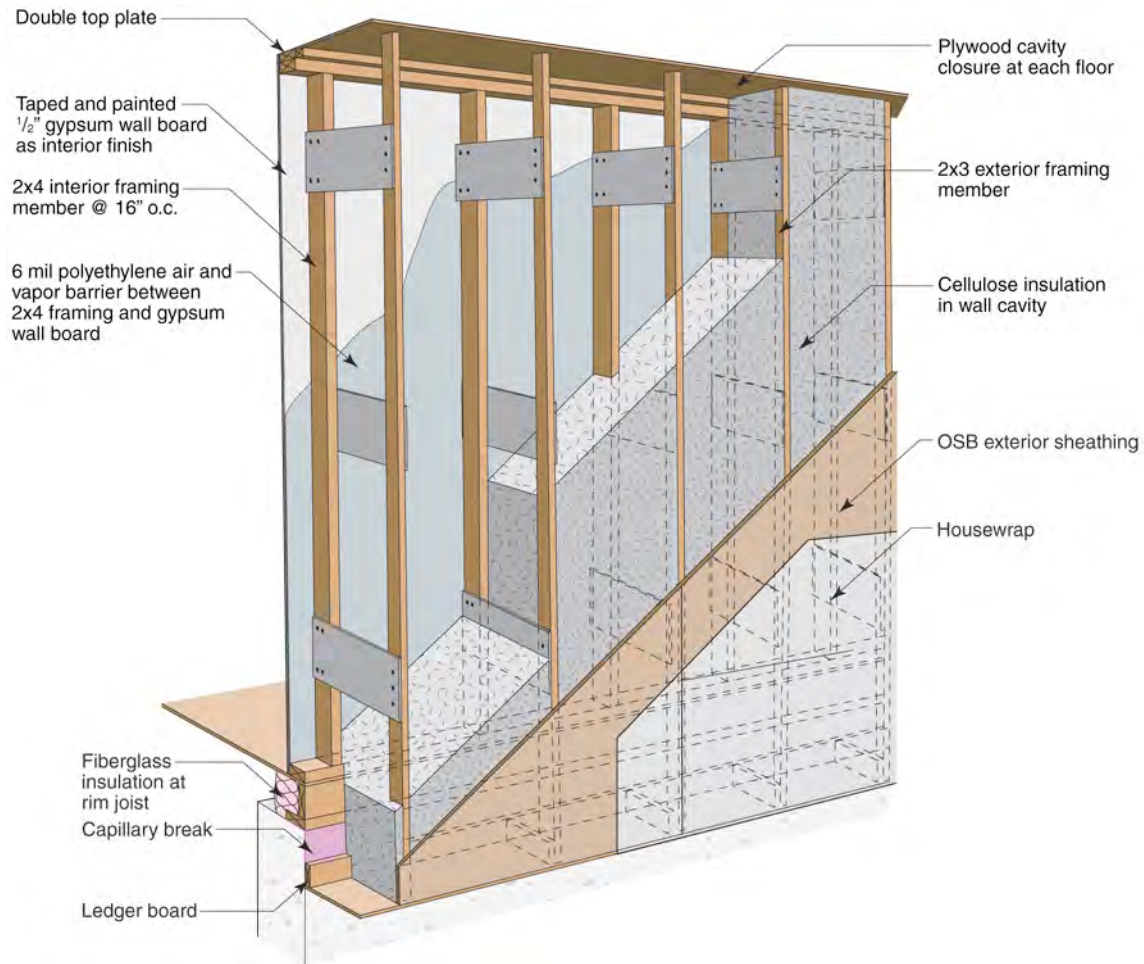 Double top plate
Taped and painted
1/2” gypsum wall board
as interior finish
2x4 interior framing
member @ 16” o.c.
6 mil polyethylene air and
vapor barrier between
2x4 framing and gypsum
wall board
Fiberglass
insulation at
rim joist
Capillary break
Ledger board
Plywood cavity
closure at each floor
2x3 exterior framing
member
Cellulose insulation
in wall cavity
OSB exterior sheathing
Housewrap